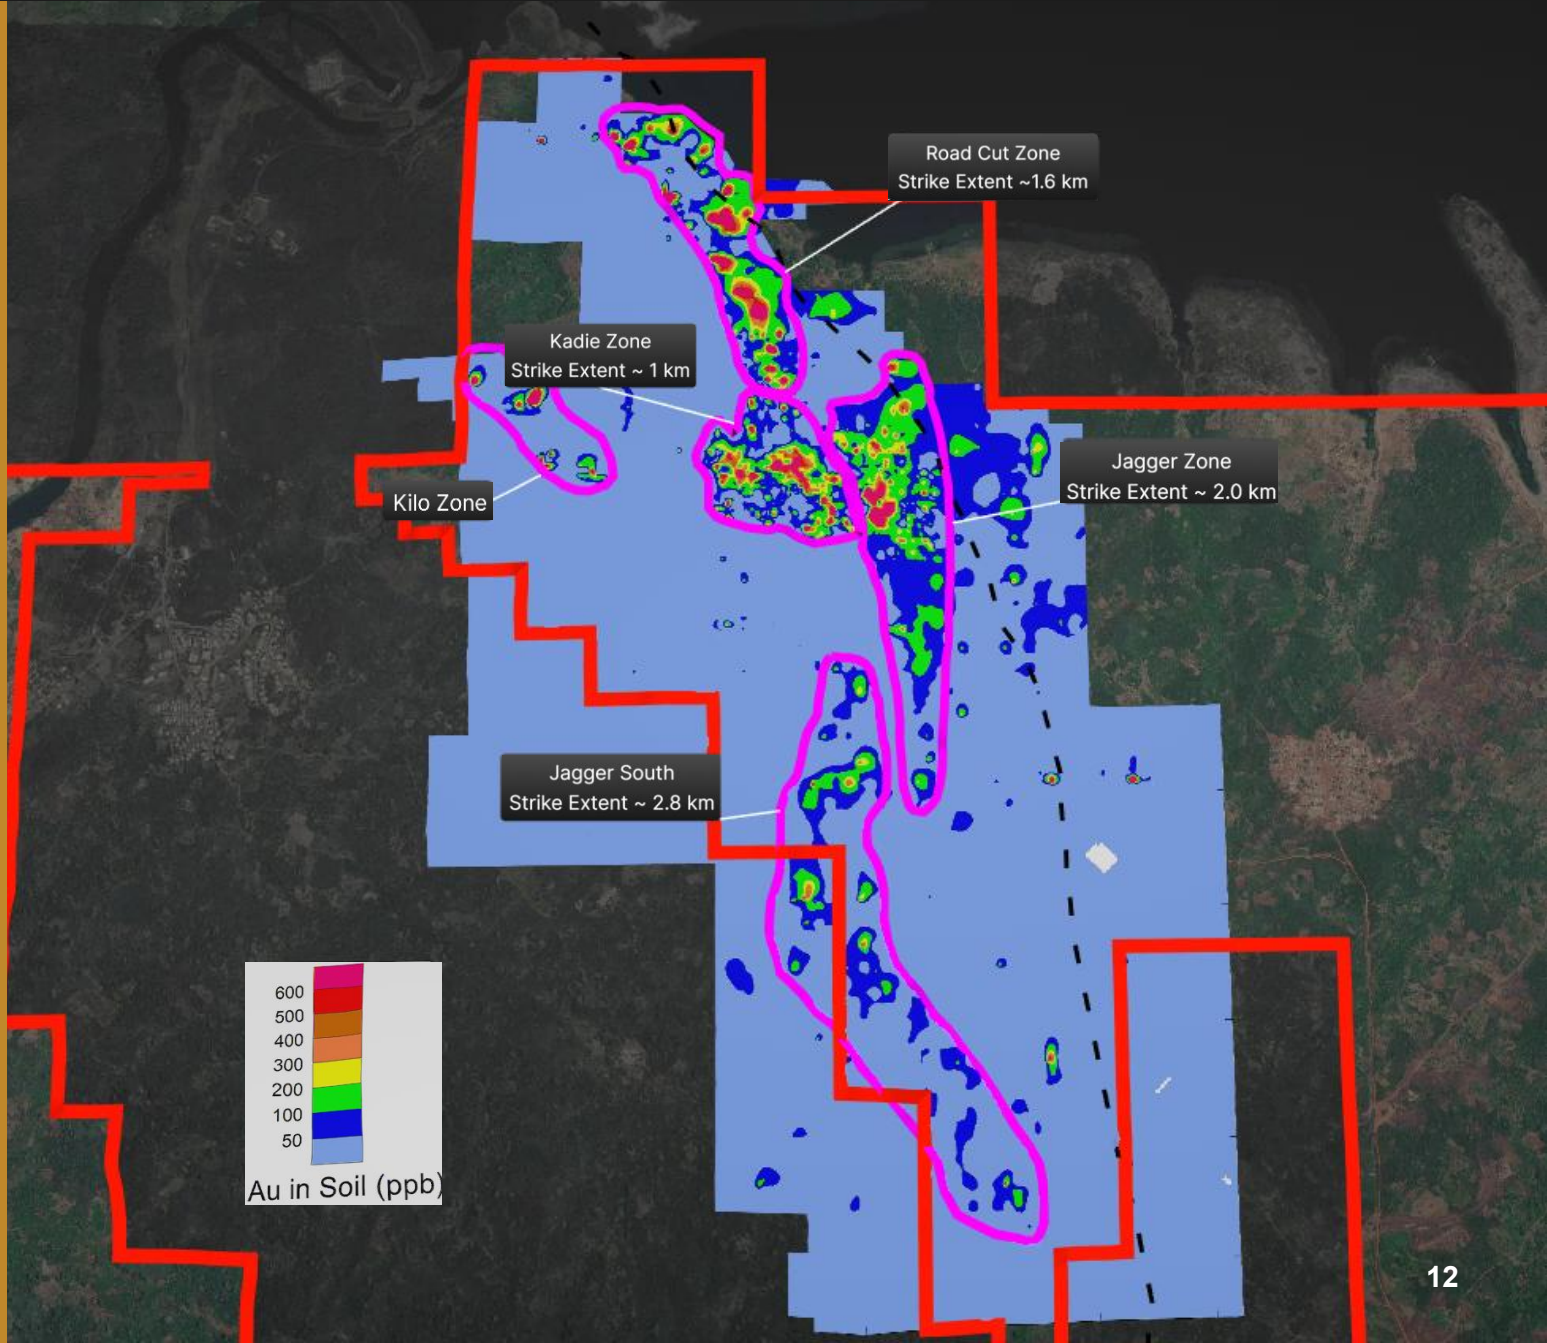 Road Cut Zone
Strike Extent ~1.6 km
Kadie Zone
Strike Extent ~ 1 km
Jagger Zone
Strike Extent ~ 2.0 km
Kilo Zone
Jagger South
Strike Extent ~ 2.8 km
600
500
400
300
200
100
50
Au in Soil (ppb)
12